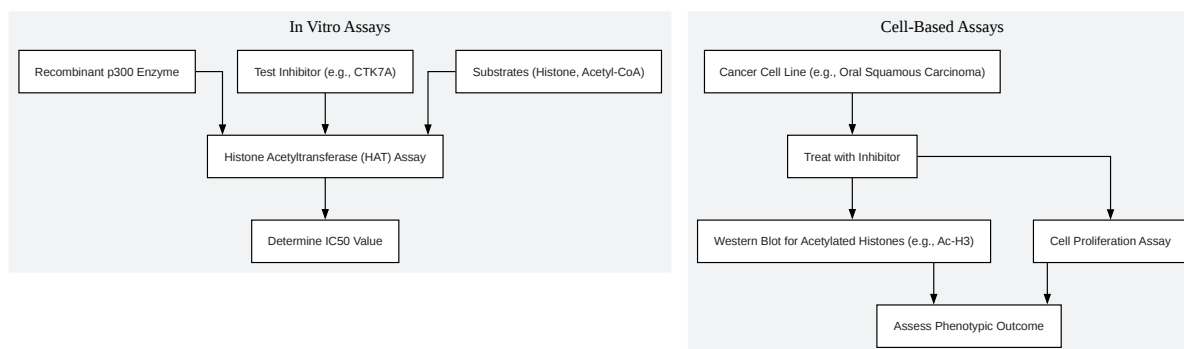 In Vitro Assays
Recombinant p300 Enzyme
Test Inhibitor (e.g., CTK7A)
Substrates (Histone, Acetyl-CoA)
Histone Acetyltransferase (HAT) Assay
Determine IC50 Value
Cell-Based Assays
Cancer Cell Line (e.g., Oral Squamous Carcinoma)
Treat with Inhibitor
Western Blot for Acetylated Histones (e.g., Ac-H3)
Cell Proliferation Assay
Assess Phenotypic Outcome